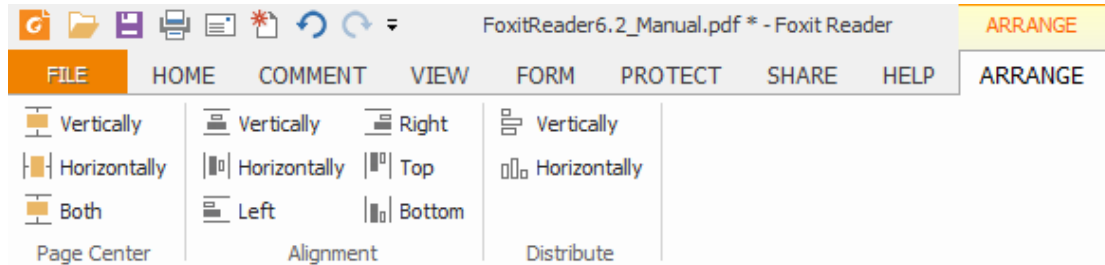 FoxitReader6.2_Manual.pdf * - Foxit Reader ARRANGE
FILE HOME COMMENT VIEW FORM PROTECT SHARE HELP ARRANGE
Vertically Vertically Right Vertically
Horizontally Horizontally Top Horizontally
Both Left Bottom
Page Center Alignment Distribute